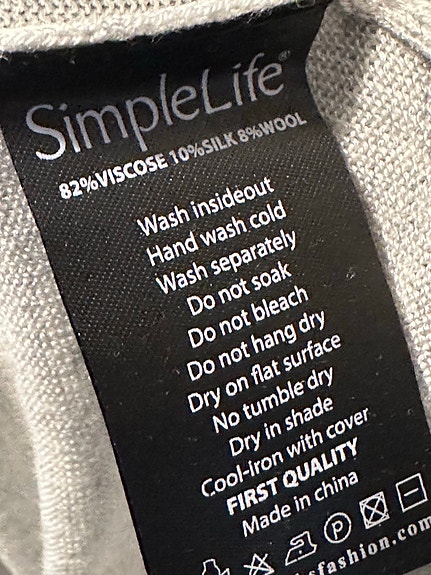 SimpleLife®
82%VISCOSE 10%SILK 8%WOOL
Wash insideout
Hand wash cold
Wash separately
Do not soak
Do not bleach
Do not hang dry
Dry on flat surface
No tumble dry
Dry in shade
Cool-Iron with cover
FIRST QUALITY
Made in china
P
sfashion.com